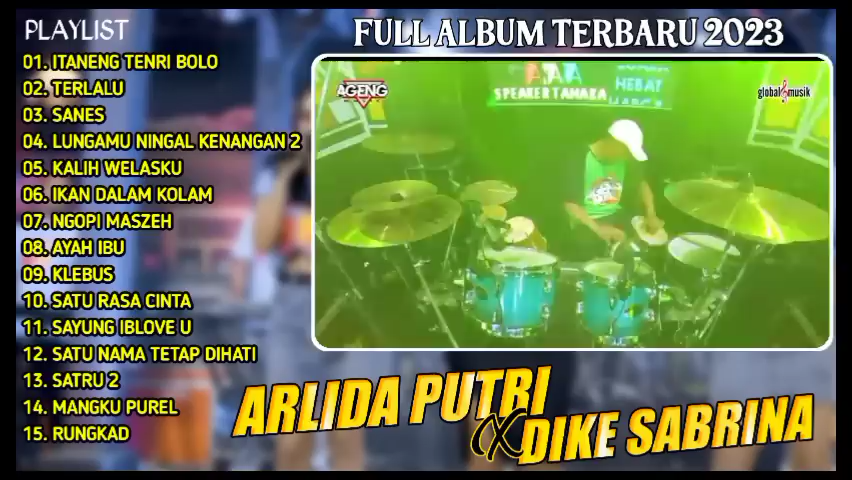 PLAYLIST
FULL ALBUM TERBARU 2023
01. ITANENG TENRI BOLO
02. TERLALU
03. SANES
04. LUNGAMU NINGAL KENANGAN 2
05. KALIH WELASKU
06. IKAN DALAM KOLAM
07. NGOPI MASZEH
08. AYAH IBU
09. KLEBUS
10. SATU RASA CINTA
11. SAYUNG IBLOVE U
12. SATU NAMA TETAP DIHATI
13. SATRU 2
14. MANGKU PUREL
15. RUNGKAD
AGENG
SPEAKER TAHARA
HEBAT
global musik
ARLIDA PUTRI
X DIKE SABRINA